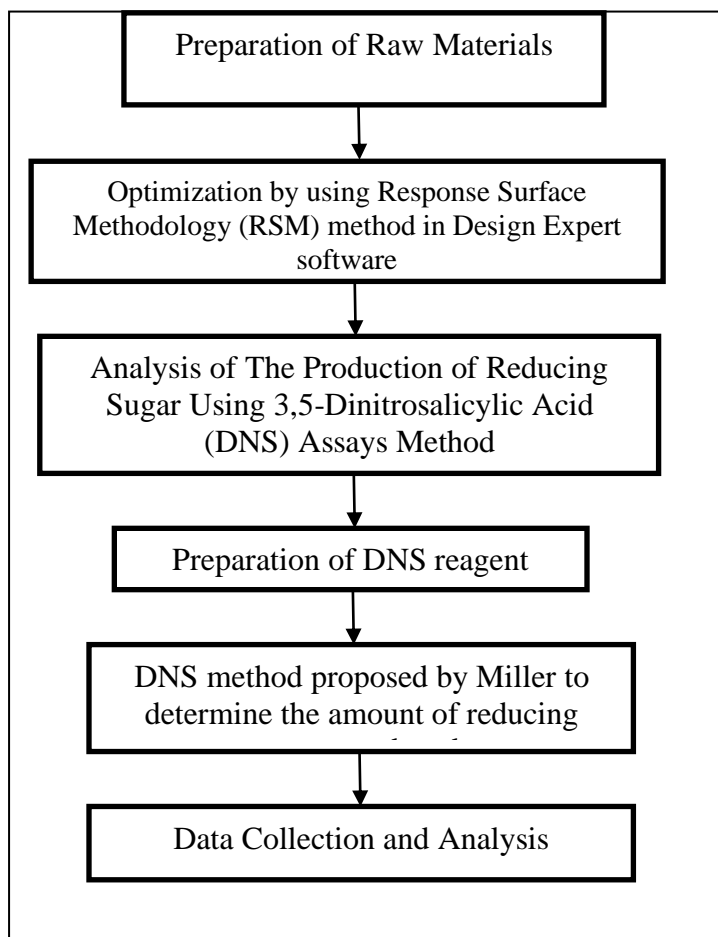 Preparation of Raw Materials
Optimization by using Response Surface
Methodology (RSM) method in Design Expert
software
Analysis of The Production of Reducing
Sugar Using 3,5-Dinitrosalicylic Acid
(DNS) Assays Method
Preparation of DNS reagent
DNS method proposed by Miller to
determine the amount of reducing
Data Collection and Analysis